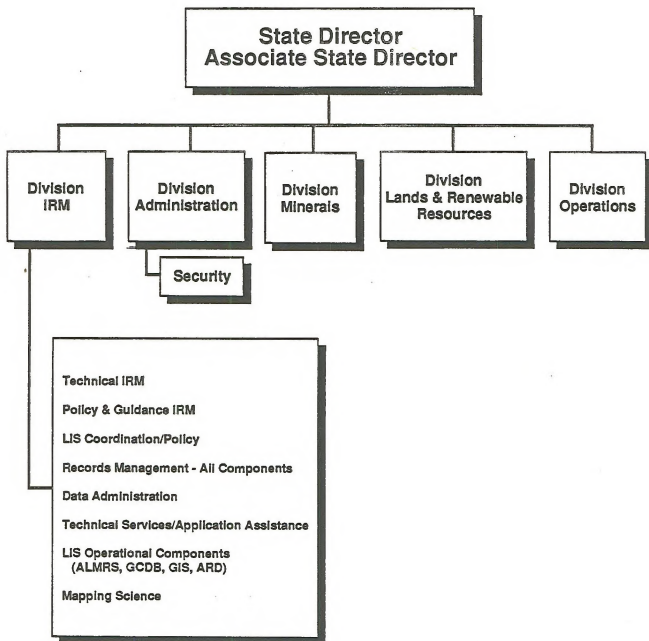 State Director
Associate State Director
Division
IRM
Division
Administration
Division
Minerals
Division
Lands & Renewable
Resources
Division
Operations
Security
Technical IRM
Policy & Guidance IRM
LIS Coordination/Policy
Records Management - All Components
Data Administration
Technical Services/Application Assistance
LIS Operational Components
(ALMRS, GCDB, GIS, ARD)
Mapping Science